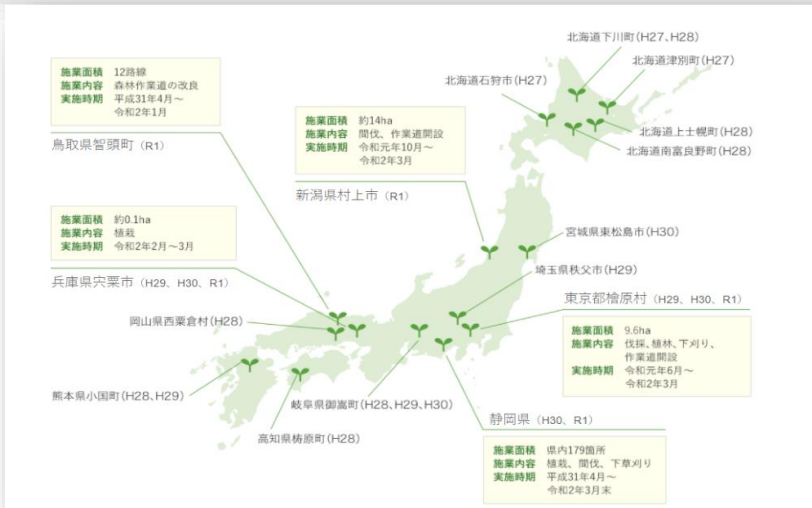 北海道下川町(H27、H28)
北海道津別町(H27)
北海道石狩市(H27)
北海道上士幌町(H28)
北海道南富良野町(H28)
施業面積 12路線
施業内容 森林作業道の改良
実施時期 平成31年4月～
令和2年1月
鳥取県智頭町（R1）
施業面積 約14ha
施業内容 間伐、作業道開設
実施時期 令和元年10月～
令和2年3月
新潟県村上市（R1）
施業面積 約0.1ha
施業内容 植栽
実施時期 令和2年2月～3月
兵庫県宍粟市（H29、H30、R1）
宮城県東松島市(H30)
埼玉県秩父市(H29)
東京都檜原村（H29、H30、R1）
施業面積 9.6ha
施業内容 伐採、植林、下刈り、
作業道開設
実施時期 令和元年6月～
令和2年3月
岡山県西粟倉村(H28)
熊本県小国町(H28、H29)
岐阜県御嵩町(H28、H29、H30)
高知県梼原町(H28)
静岡県（H30、R1）
施業面積 県内179箇所
施業内容 植栽、間伐、下草刈り
実施時期 平成31年4月～
令和2年3月末